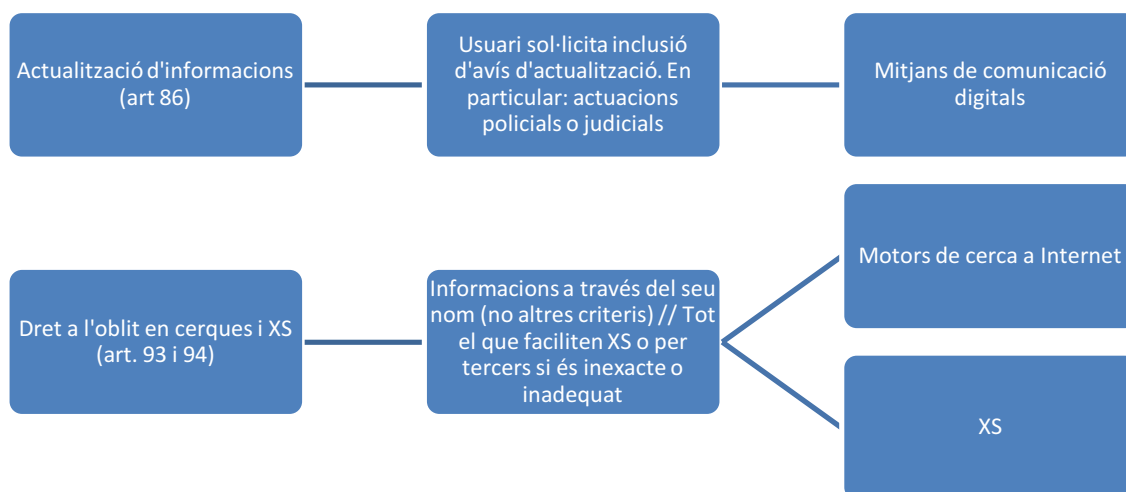 Actualització d'informacions
(art 86)
Usuari sol·licita inclusió
d'avís d'actualització. En
particular: actuacions
policials o judicials
Mitjans de comunicació
digitals
Dret a l'oblit en cerques i XS
(art. 93 i 94)
Informacions a través del seu
nom (no altres criteris) // Tot
el que faciliten XS o per
tercers si és inexacte o
inadequat
Motors de cerca a Internet
XS